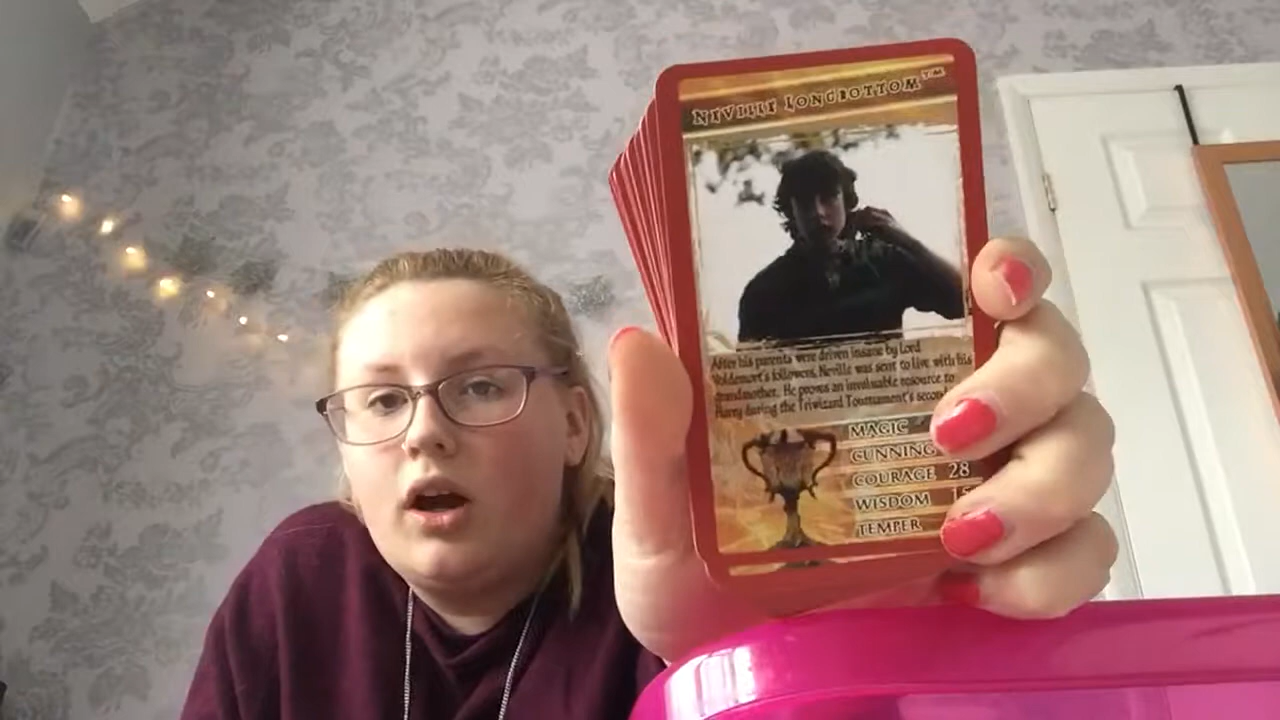 NEVILLE LONGBOTTOM™
After his parents were driven insane by Lord
Voldemort's followers, Neville was sent to live with his
grandmother. He proves an invaluable resource to
Harry during the Triwizard Tournament's second
MAGIC
CUNNING
COURAGE 28
WISDOM
TEMPER